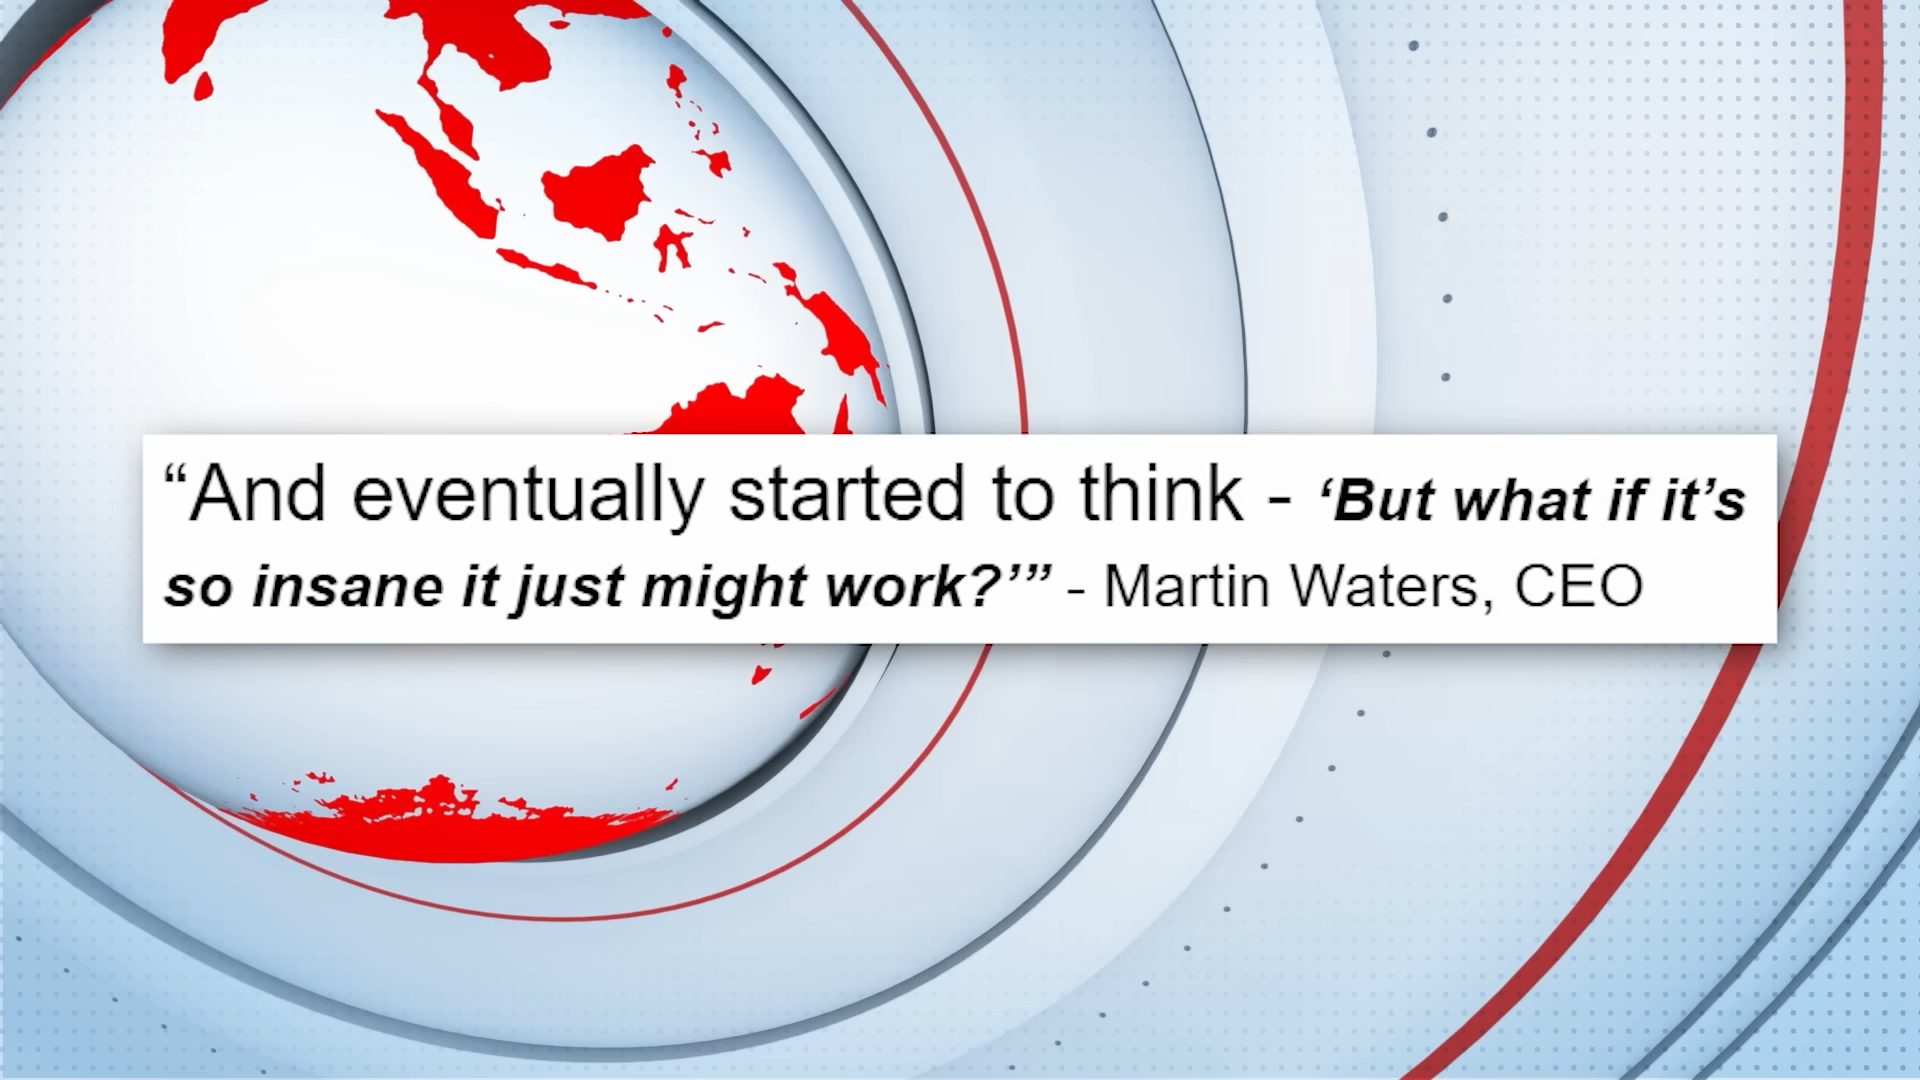 “And eventually started to think - ‘But what if it’s
so insane it just might work?’” - Martin Waters, CEO